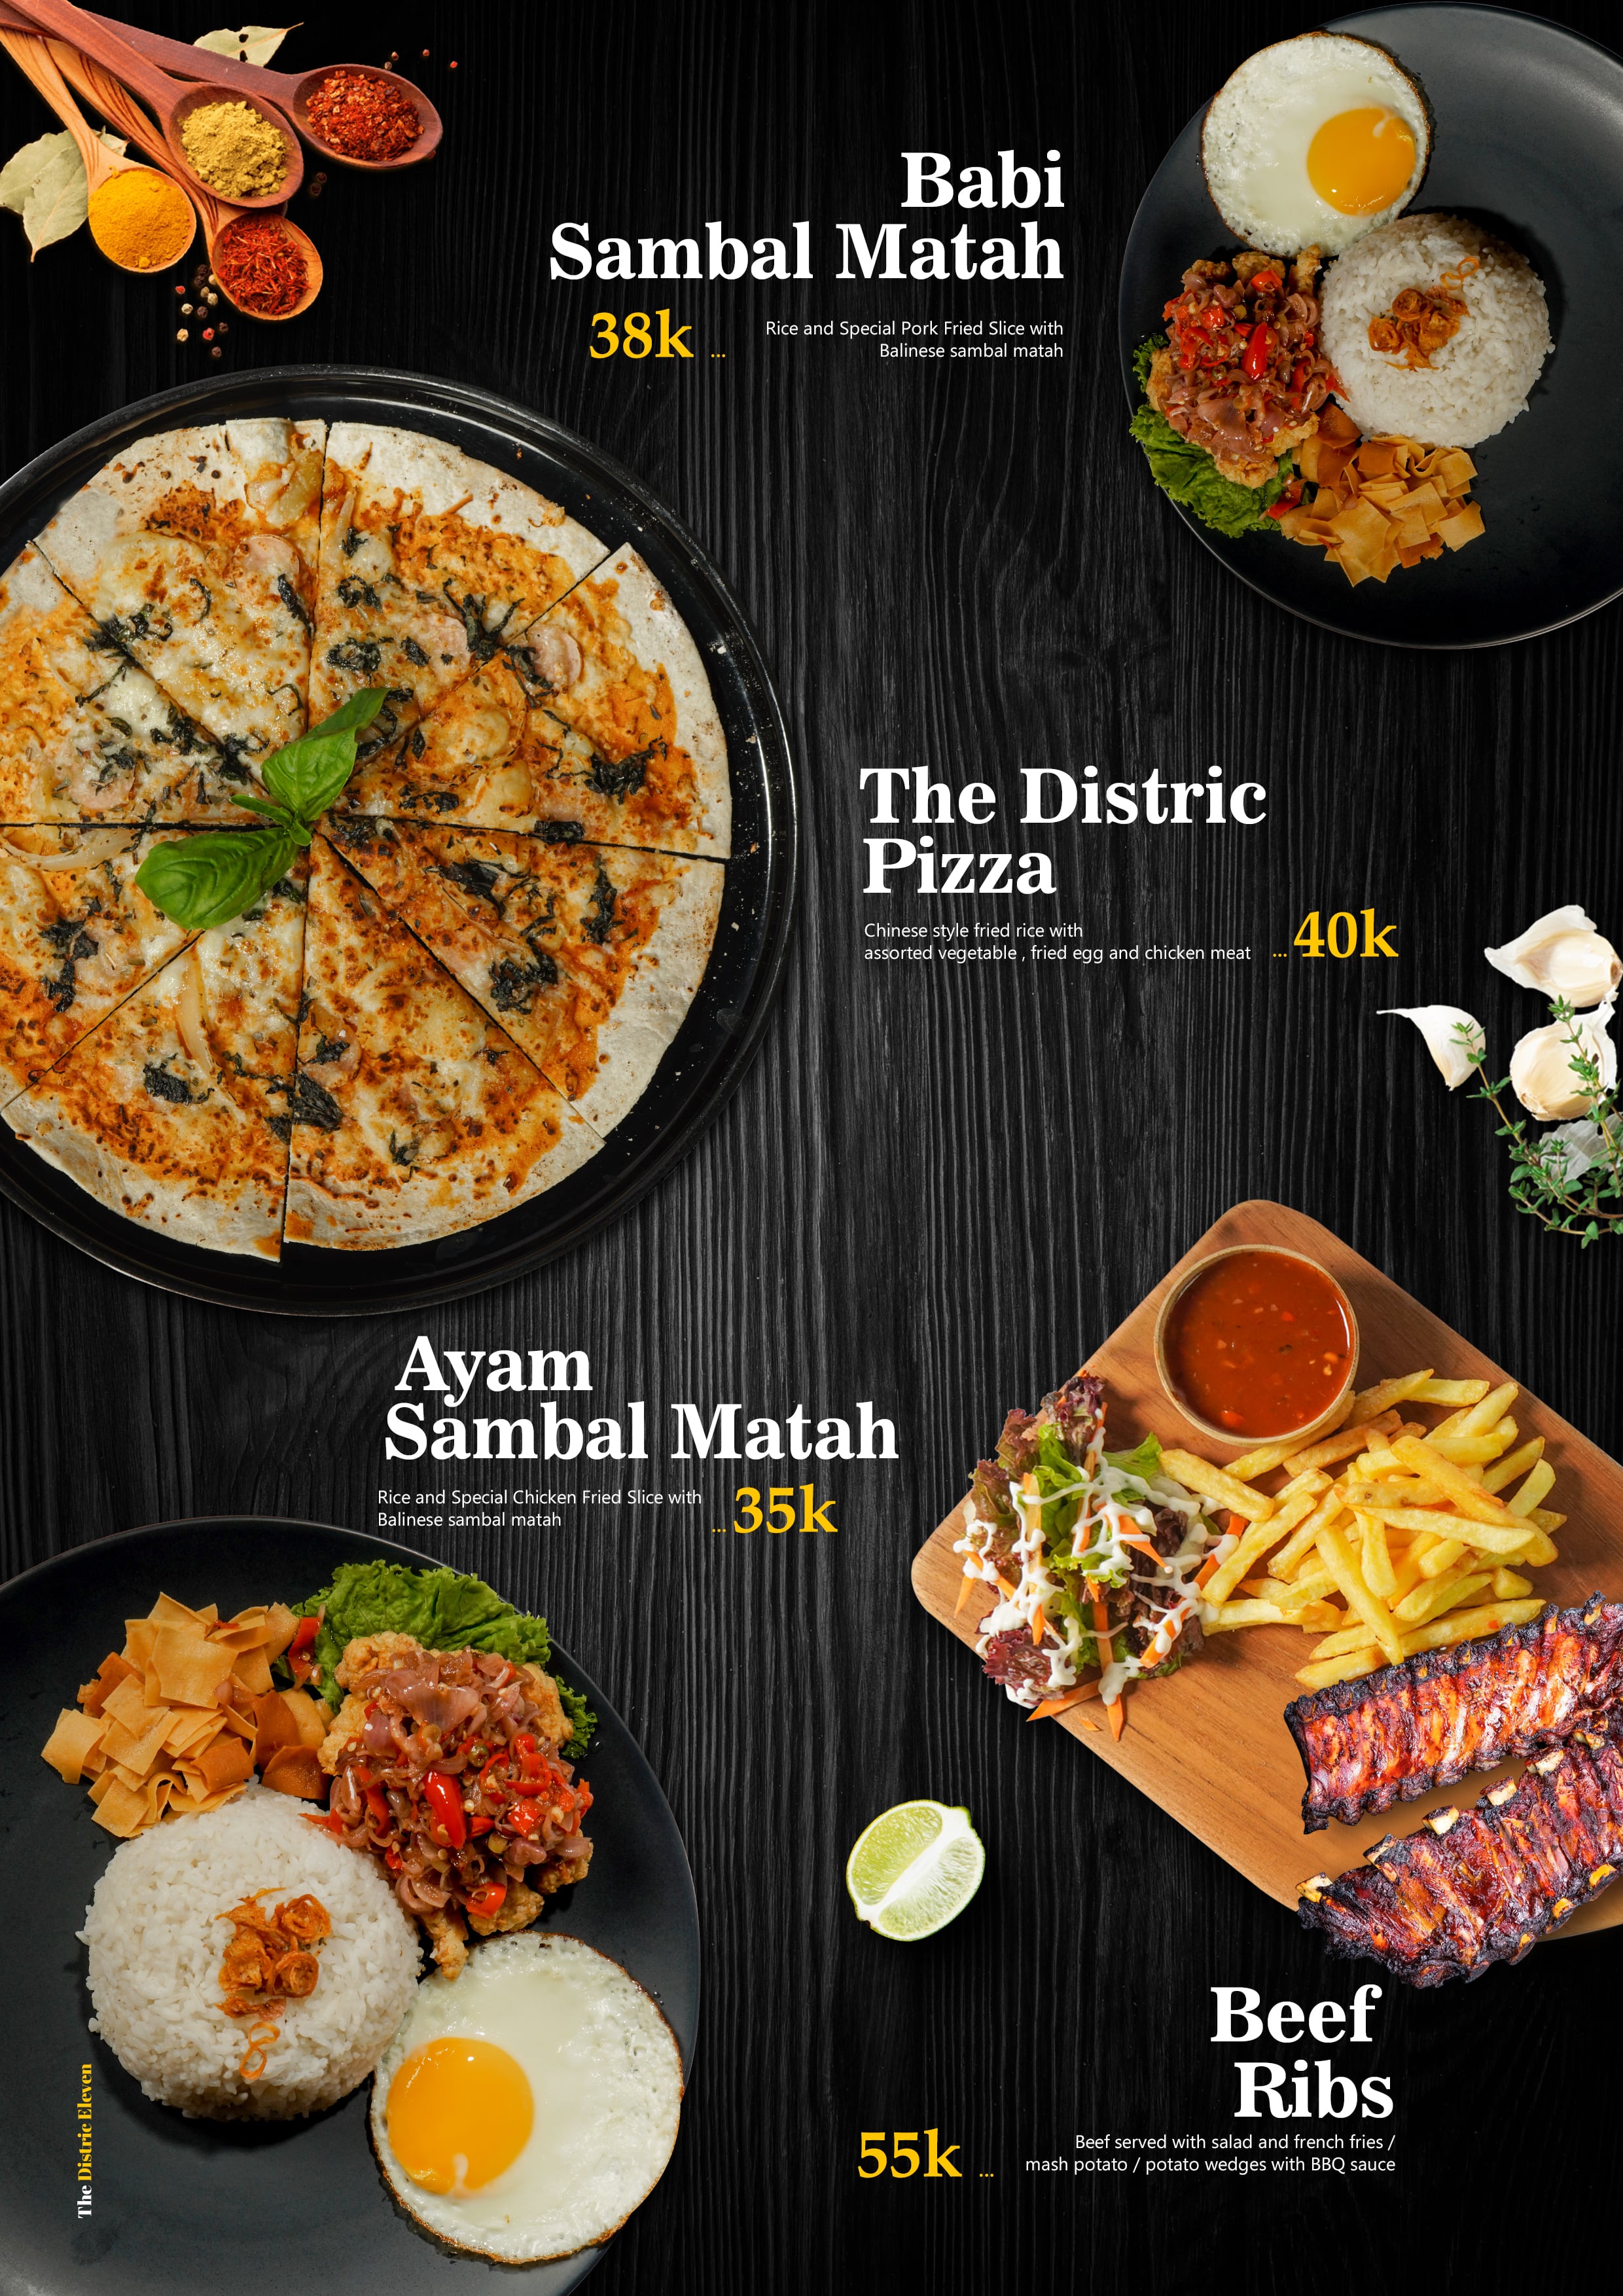 Babi
Sambal Matah
38k ...
Rice and Special Pork Fried Slice with
Balinese sambal matah
The Distric
Pizza
Chinese style fried rice with
assorted vegetable , fried egg and chicken meat
... 40k
Ayam
Sambal Matah
Rice and Special Chicken Fried Slice with
Balinese sambal matah
... 35k
Beef
Ribs
55k ...
Beef served with salad and french fries /
mash potato / potato wedges with BBQ sauce
The Distric Eleven